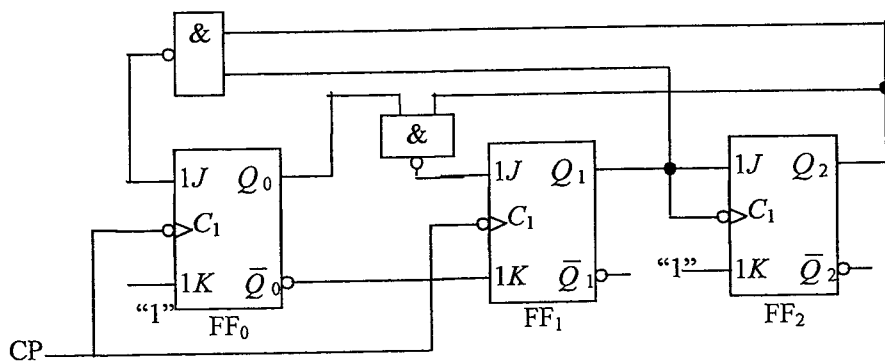 &
&
1J Q₀
1J Q₁
1J Q₂
C₁
C₁
C₁
1K Q̅₀
1K Q̅₁
1K Q̅₂
“1”
“1”
FF₀
FF₁
FF₂
CP